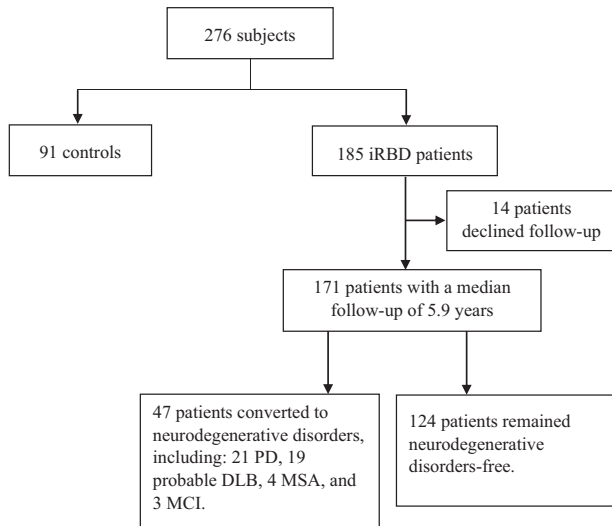 276 subjects
91 controls
185 iRBD patients
14 patients
declined follow-up
171 patients with a median
follow-up of 5.9 years
47 patients converted to
neurodegenerative disorders,
including: 21 PD, 19
probable DLB, 4 MSA, and
3 MCI.
124 patients remained
neurodegenerative
disorders-free.